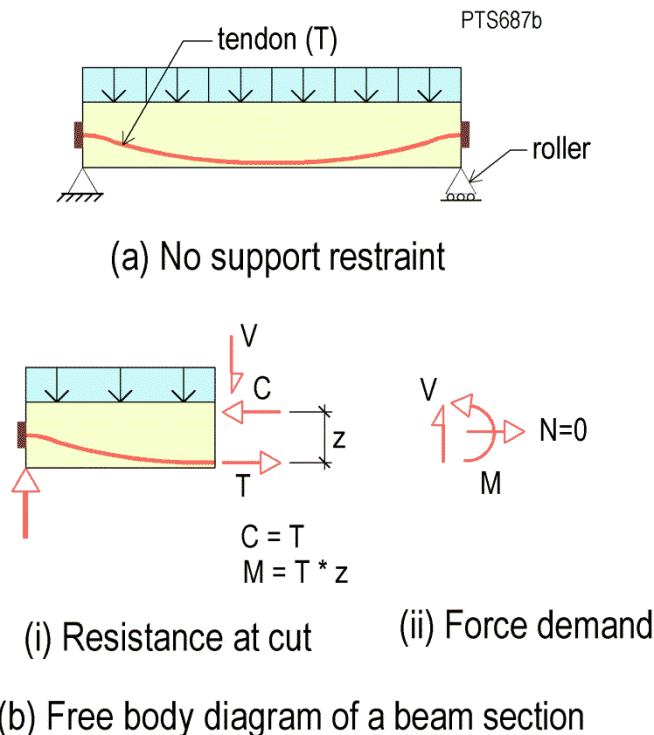 PTS687b
tendon (T)
roller
(a) No support restraint
V
C
z
T
C = T
M = T * z
V
N=0
M
(i) Resistance at cut
(ii) Force demand
(b) Free body diagram of a beam section